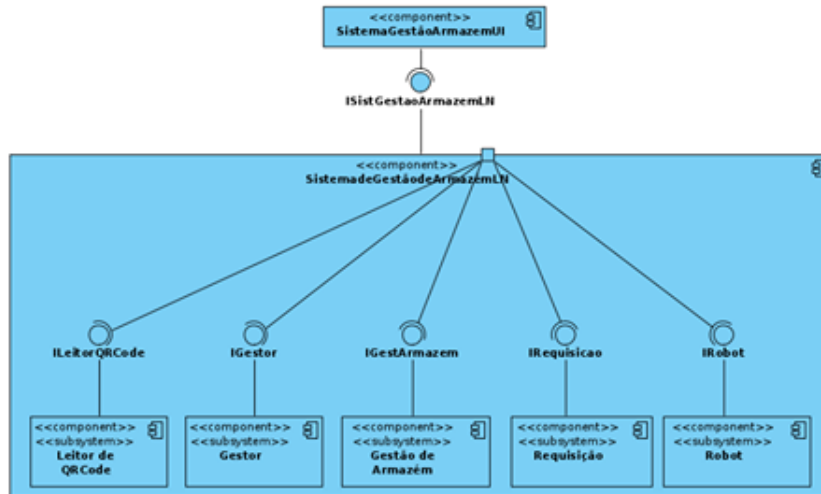 <<component>>
SistemaGestãoArmazemUI
ISistGestaoArmazemLN
<<component>>
SistemadeGestãodeArmazemLN
ILeitorQRCode
IGestor
IGestArmazem
IRequisicao
IRobot
<<component>>
<<subsystem>>
Leitor de
QRCode
<<component>>
<<subsystem>>
Gestor
<<component>>
<<subsystem>>
Gestão de
Armazém
<<component>>
<<subsystem>>
Requisição
<<component>>
<<subsystem>>
Robot